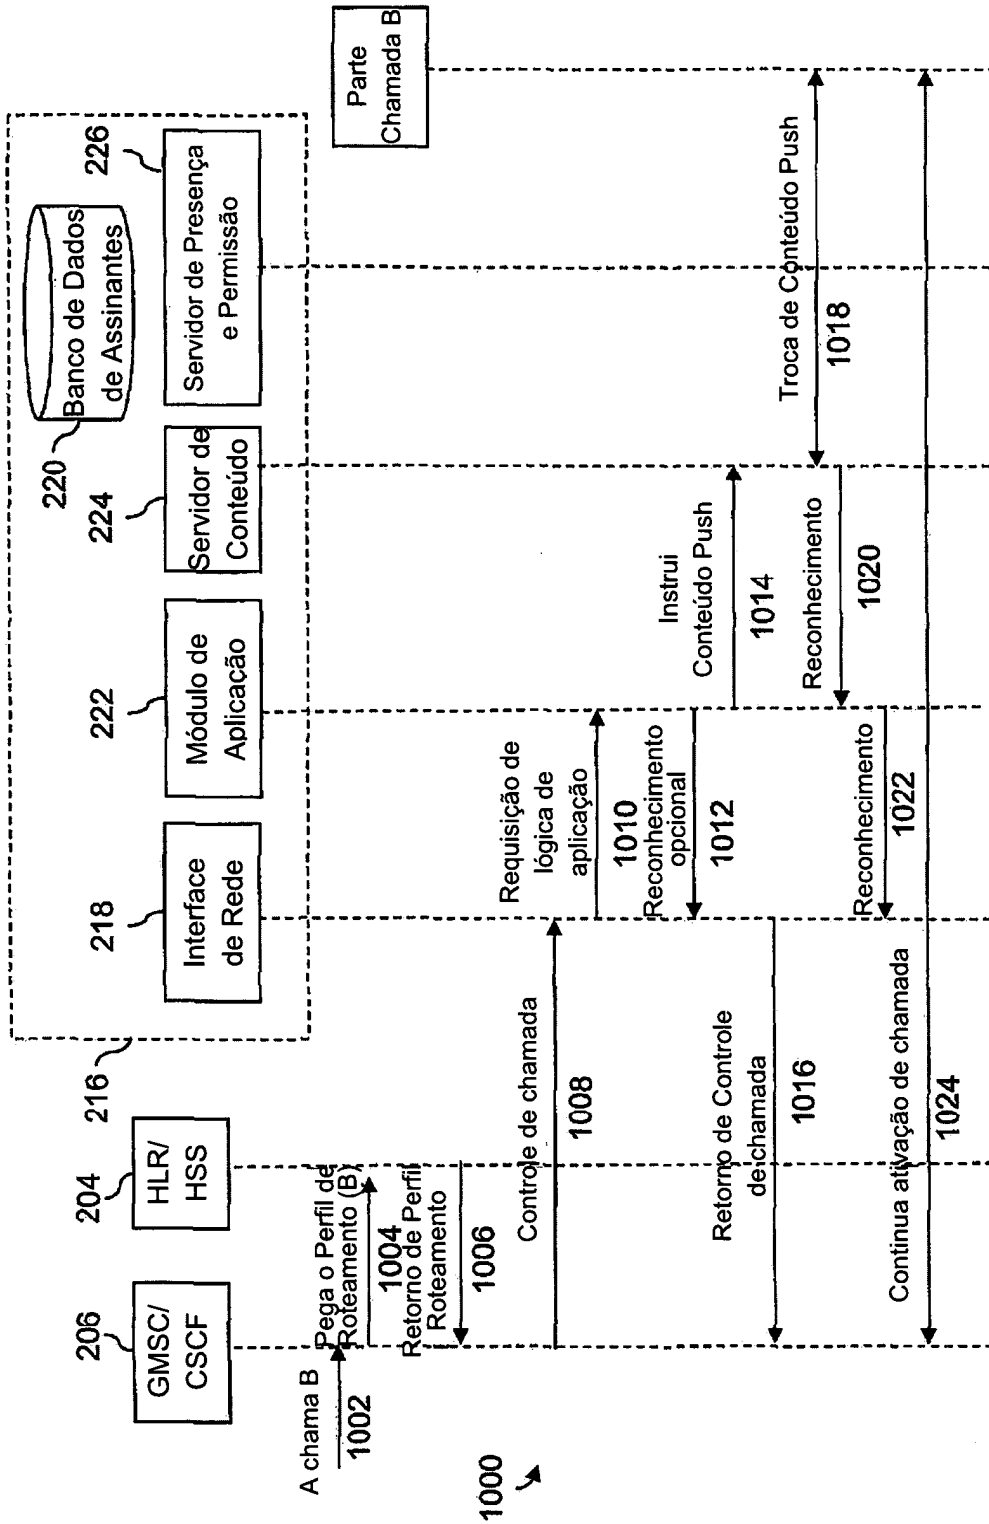 206
GMSC/
CSCF
204
HLR/
HSS
216
218
Interface
de Rede
222
Módulo de
Aplicação
224
Servidor de
Conteúdo
220
Banco de Dados
de Assinantes
226
Servidor de Presença
e Permissão
Parte
Chamada B
A chama B
1002
Pega o Perfil de
Roteamento (B)
1004
Retorno de Perfil
Roteamento
1006
Controle de chamada
1008
Requisição de
lógica de
aplicação
1010
Reconhecimento
opcional
1012
Instrui
Conteúdo Push
1014
Retorno de Controle
de chamada
1016
Troca de Conteúdo Push
1018
Reconhecimento
1020
Reconhecimento
1022
Continua ativação de chamada
1024
1000